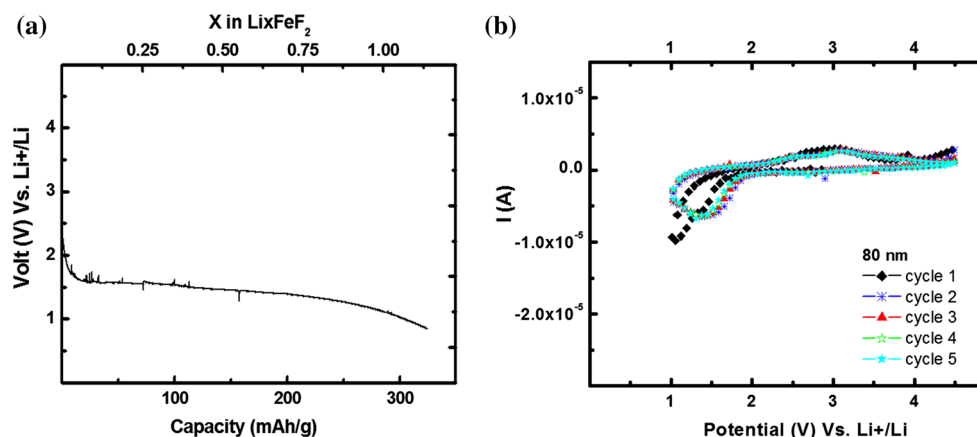 (a)
X in LixFeF2
0.25 0.50 0.75 1.00
Volt (V) Vs. Li+/Li
4
3
2
1
0 100 200 300
Capacity (mAh/g)
(b)
1 2 3 4
1.0x10-5
0.0
-1.0x10-5
-2.0x10-5
I (A)
80 nm
cycle 1
cycle 2
cycle 3
cycle 4
cycle 5
1 2 3 4
Potential (V) Vs. Li+/Li